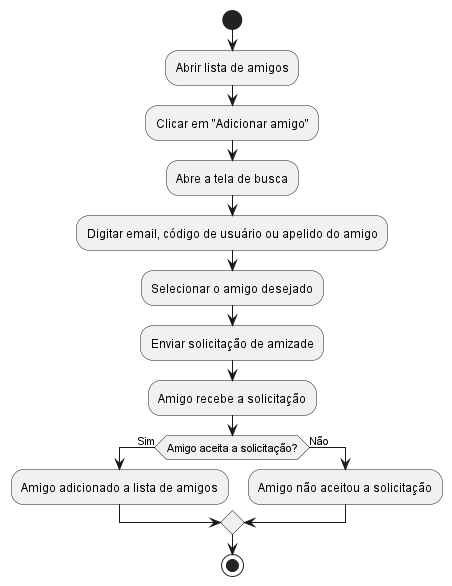 Abrir lista de amigos
Clicar em "Adicionar amigo"
Abre a tela de busca
Digitar email, código de usuário ou apelido do amigo
Selecionar o amigo desejado
Enviar solicitação de amizade
Amigo recebe a solicitação
Amigo aceita a solicitação?
Sim
Não
Amigo adicionado a lista de amigos
Amigo não aceitou a solicitação